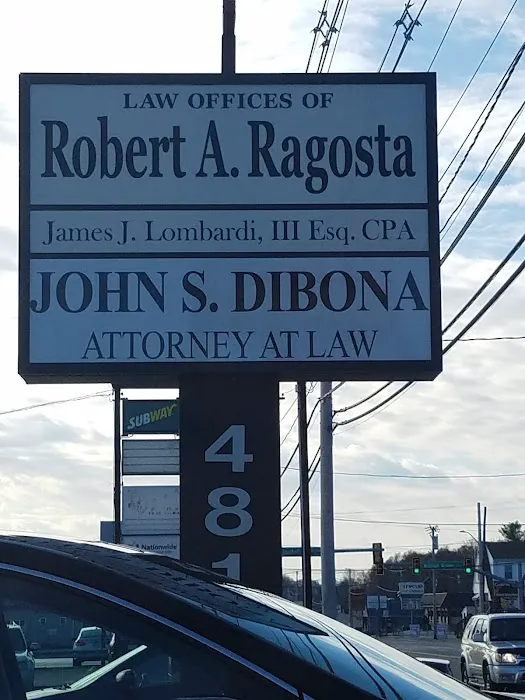 LAW OFFICES OF
Robert A. Ragosta
James J. Lombardi, III Esq. CPA
JOHN S. DIBONA
ATTORNEY AT LAW
SUBWAY
4
8
1
Nationwide